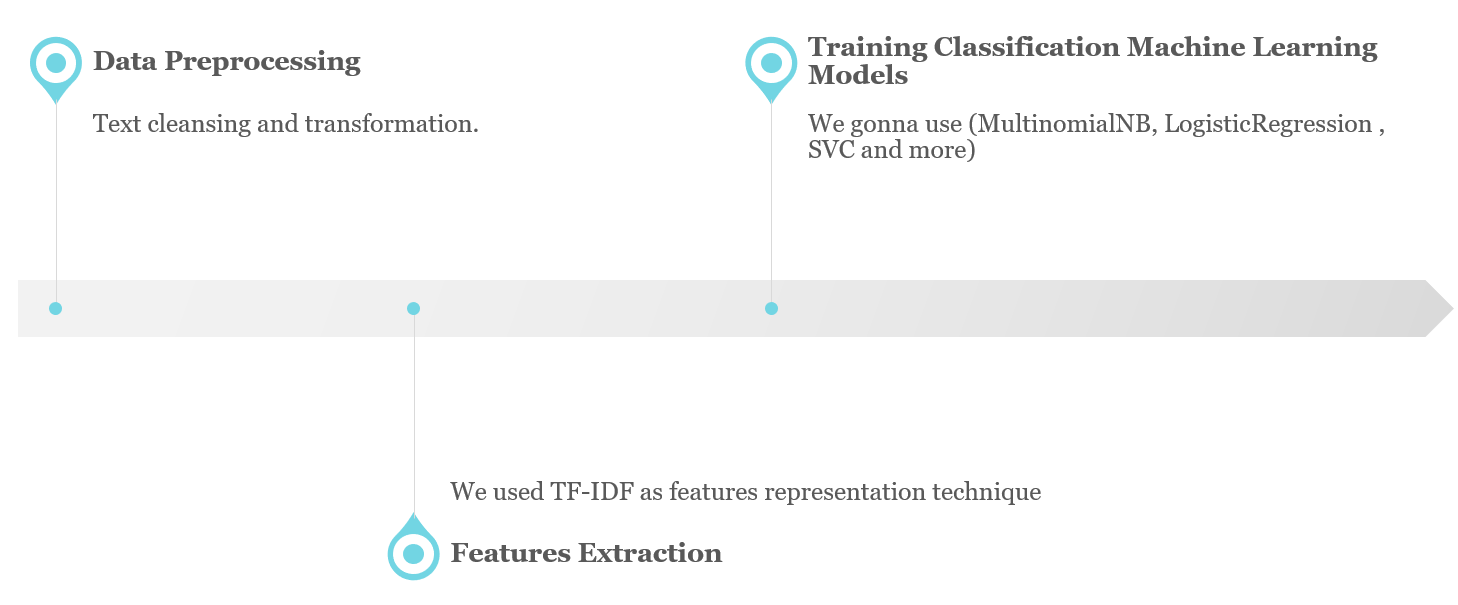 Data Preprocessing
Text cleansing and transformation.
Training Classification Machine Learning
Models
We gonna use (MultinomialNB, LogisticRegression ,
SVC and more)
We used TF-IDF as features representation technique
Features Extraction